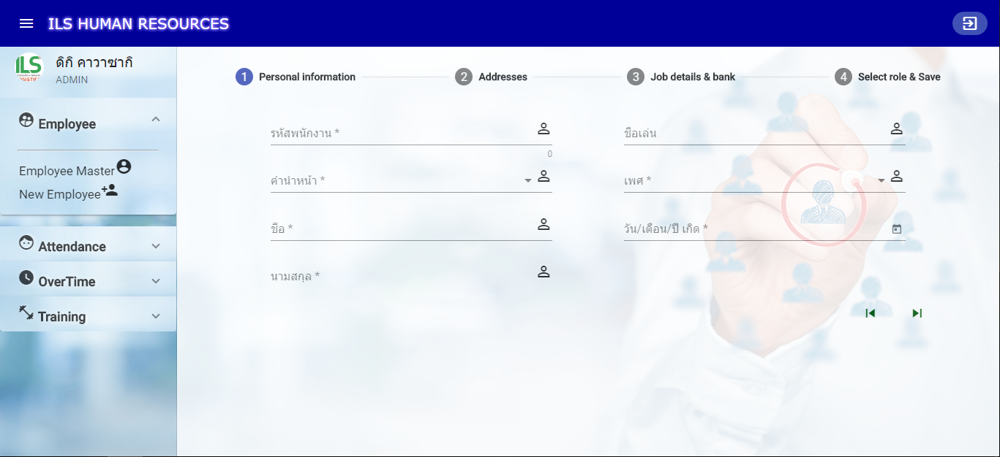 ILS HUMAN RESOURCES
ILS
ดิกิ คาวาซากิ
ADMIN
Employee
Employee Master
New Employee
Attendance
OverTime
Training
1 Personal information
2 Addresses
3 Job details & bank
4 Select role & Save
รหัสพนักงาน *
ชื่อเล่น
0
คำนำหน้า *
เพศ *
ชื่อ *
วัน/เดือน/ปี เกิด *
นามสกุล *